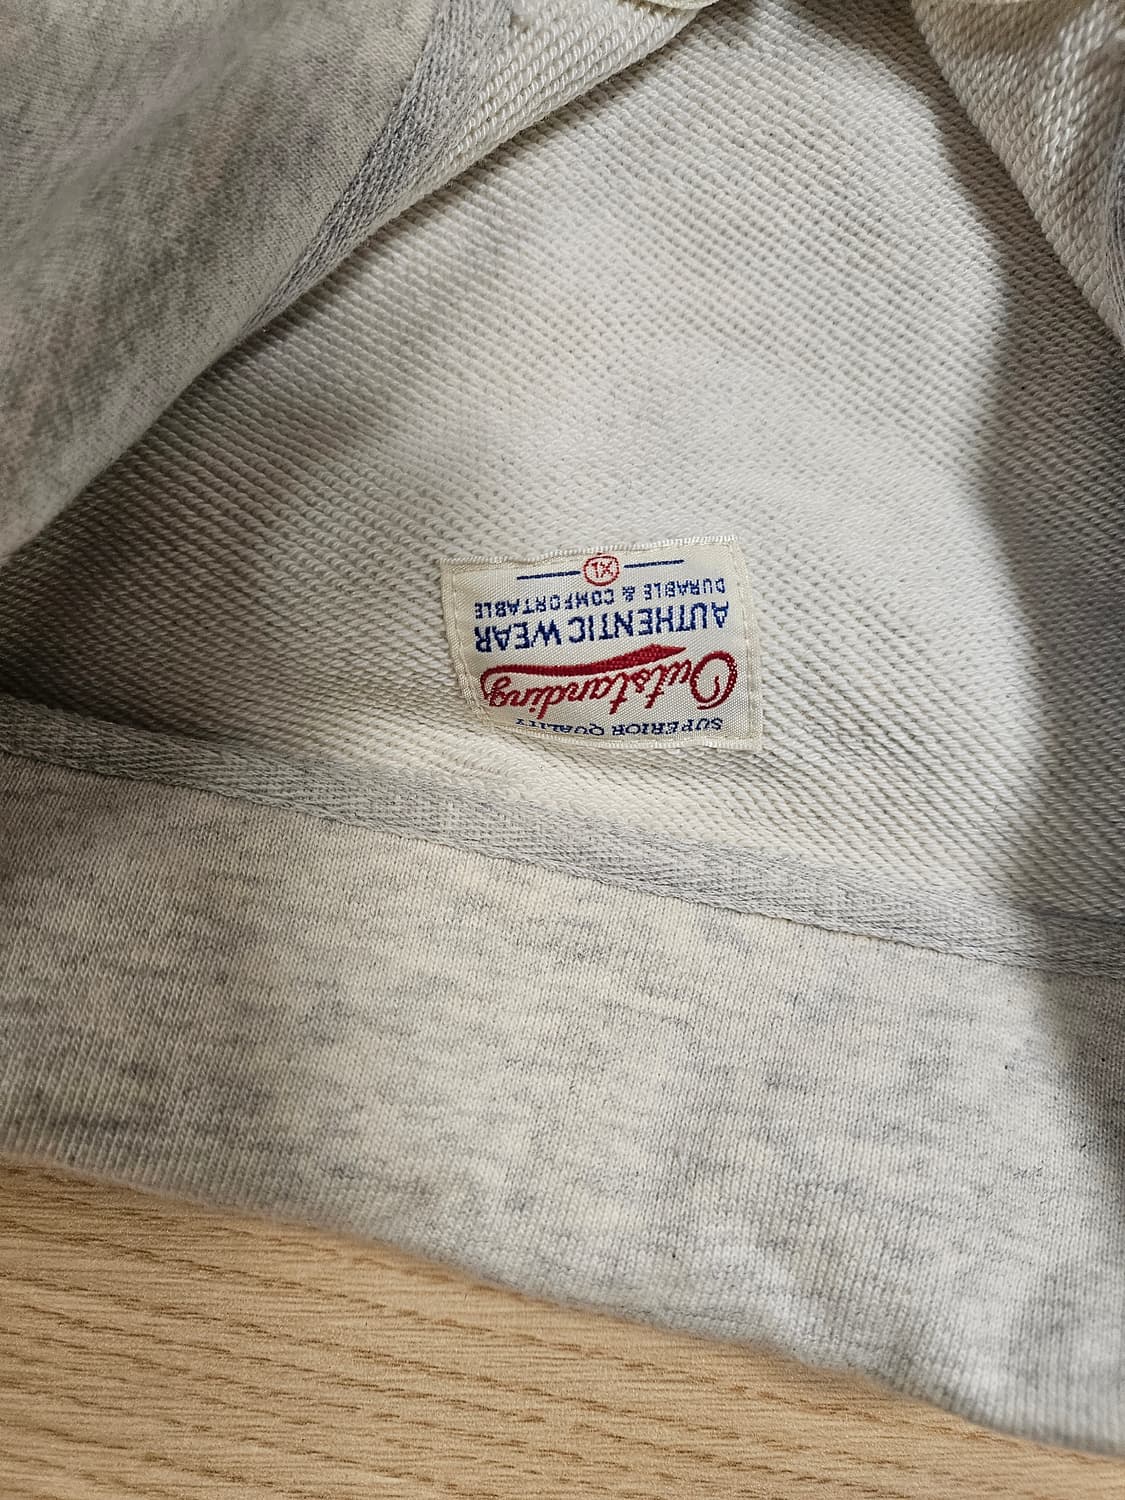 SUPERIOR QUALITY
Outstanding
AUTHENTIC WEAR
DURABLE & COMFORTABLE
XL